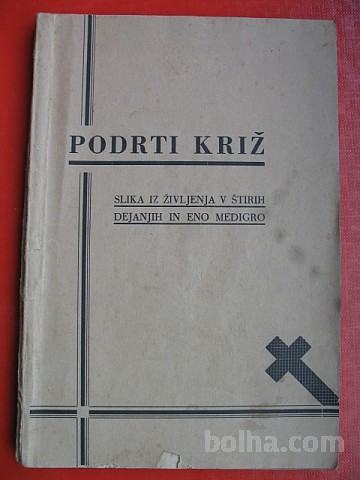 PODRTI KRIŽ
SLIKA IZ ŽIVLJENJA V ŠTIRIH
DEJANJIH IN ENO MEDIGRO
bolha.com